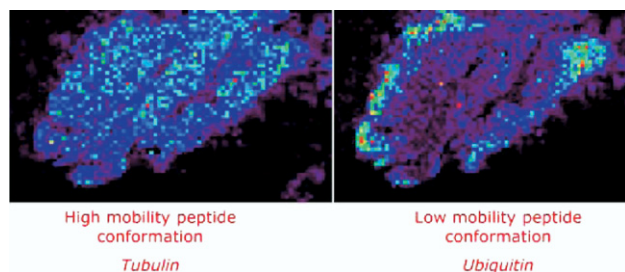 High mobility peptide
conformation
Tubulin
Low mobility peptide
conformation
Ubiquitin